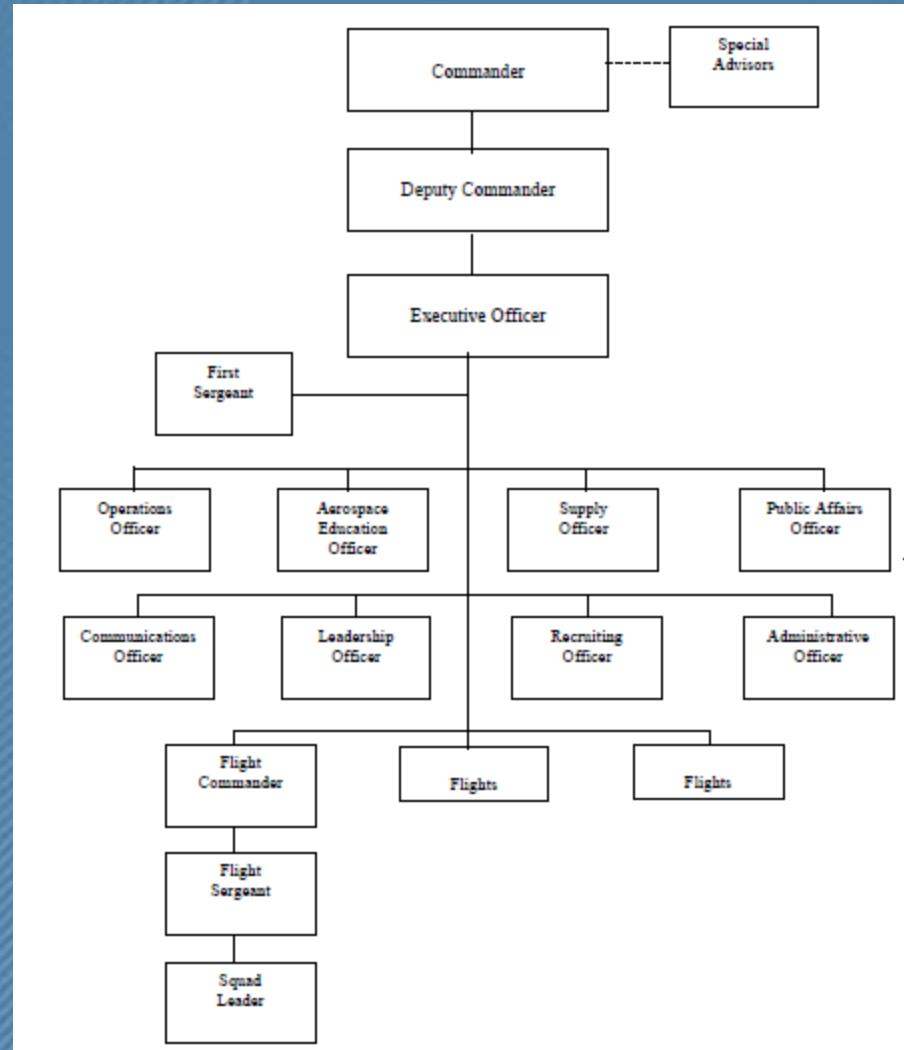 Commander
Special
Advisors
Deputy Commander
Executive Officer
First
Sergeant
Operations
Officer
Aerospace
Education
Officer
Supply
Officer
Public Affairs
Officer
Communications
Officer
Leadership
Officer
Recruiting
Officer
Administrative
Officer
Flight
Commander
Flights
Flights
Flight
Sergeant
Squad
Leader